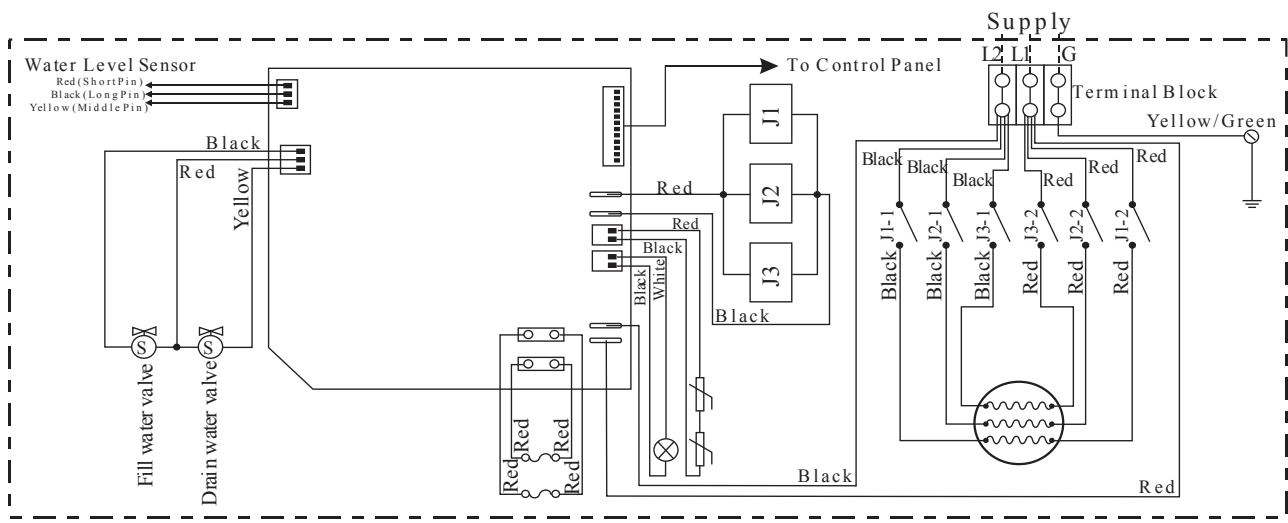 Supply
L2 L1 G
Water Level Sensor
Red(ShortPin)
Black(LongPin)
Yellow(MiddlePin)
To Control Panel
Terminal Block
Yellow/Green
J1
J2
J3
Black
Red
Yellow
Red
Red
Black
White
Black
Black
Black
Black
Black
Red
Red
Red
J1-1
J2-1
J3-1
J3-2
J2-2
J1-2
Black
Black
Black
Red
Red
Red
S
S
Fill water valve
Drain water valve
Red
Red
Red
Red
Black
Red